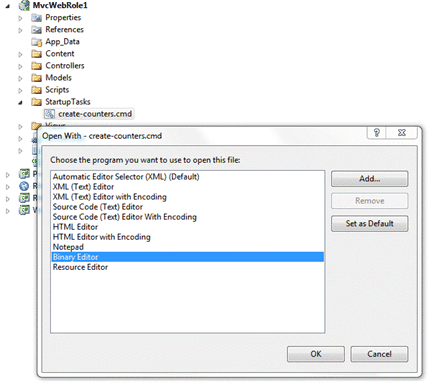 MvcWebRole1
Properties
References
App_Data
Content
Controllers
Models
Scripts
StartupTasks
create-counters.cmd
Views
Open With - create-counters.cmd
Choose the program you want to use to open this file:
Automatic Editor Selector (XML) (Default)
XML (Text) Editor
XML (Text) Editor with Encoding
Source Code (Text) Editor
Source Code (Text) Editor With Encoding
HTML Editor
HTML Editor with Encoding
Notepad
Binary Editor
Resource Editor
Add...
Remove
Set as Default
OK
Cancel